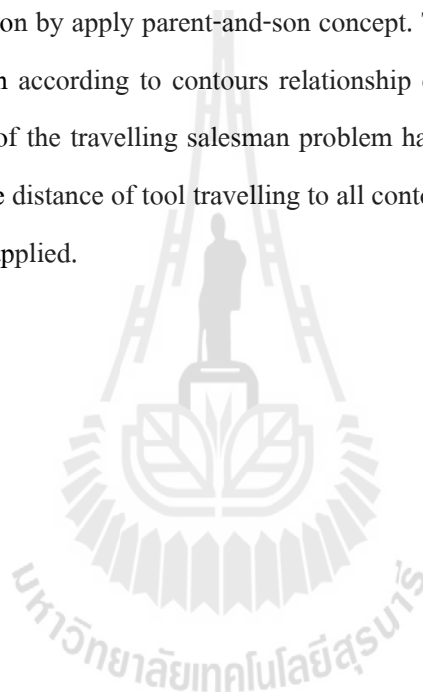 on by apply parent-and-son concept. T
according to contours relationship
of the travelling salesman problem ha
distance of tool travelling to all conto
applied.
มหาวิทยาลัยเทคโนโลยีสุรนารี